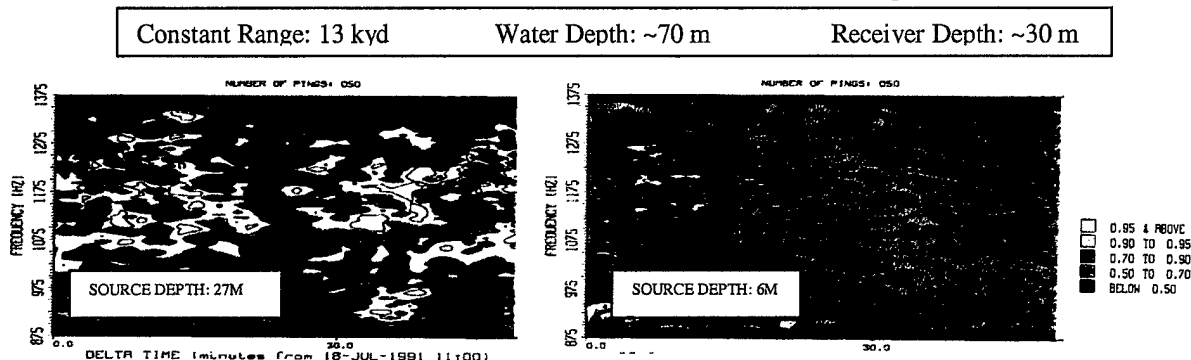 Constant Range: 13 kyd Water Depth: ~70 m Receiver Depth: ~30 m
NUMBER OF PINGS: 050
1375
1275
1175
1075
975
875
FREQUENCY (HZ)
SOURCE DEPTH: 27M
0.0
30.0
DELTA TIME (minutes from 18-JUL-1991 11:00)
NUMBER OF PINGS: 050
1375
1275
1175
1075
975
875
FREQUENCY (HZ)
SOURCE DEPTH: 6M
0.0
30.0
0.95 & ABOVE
0.90 TO 0.95
0.70 TO 0.90
0.50 TO 0.70
BELOW 0.50